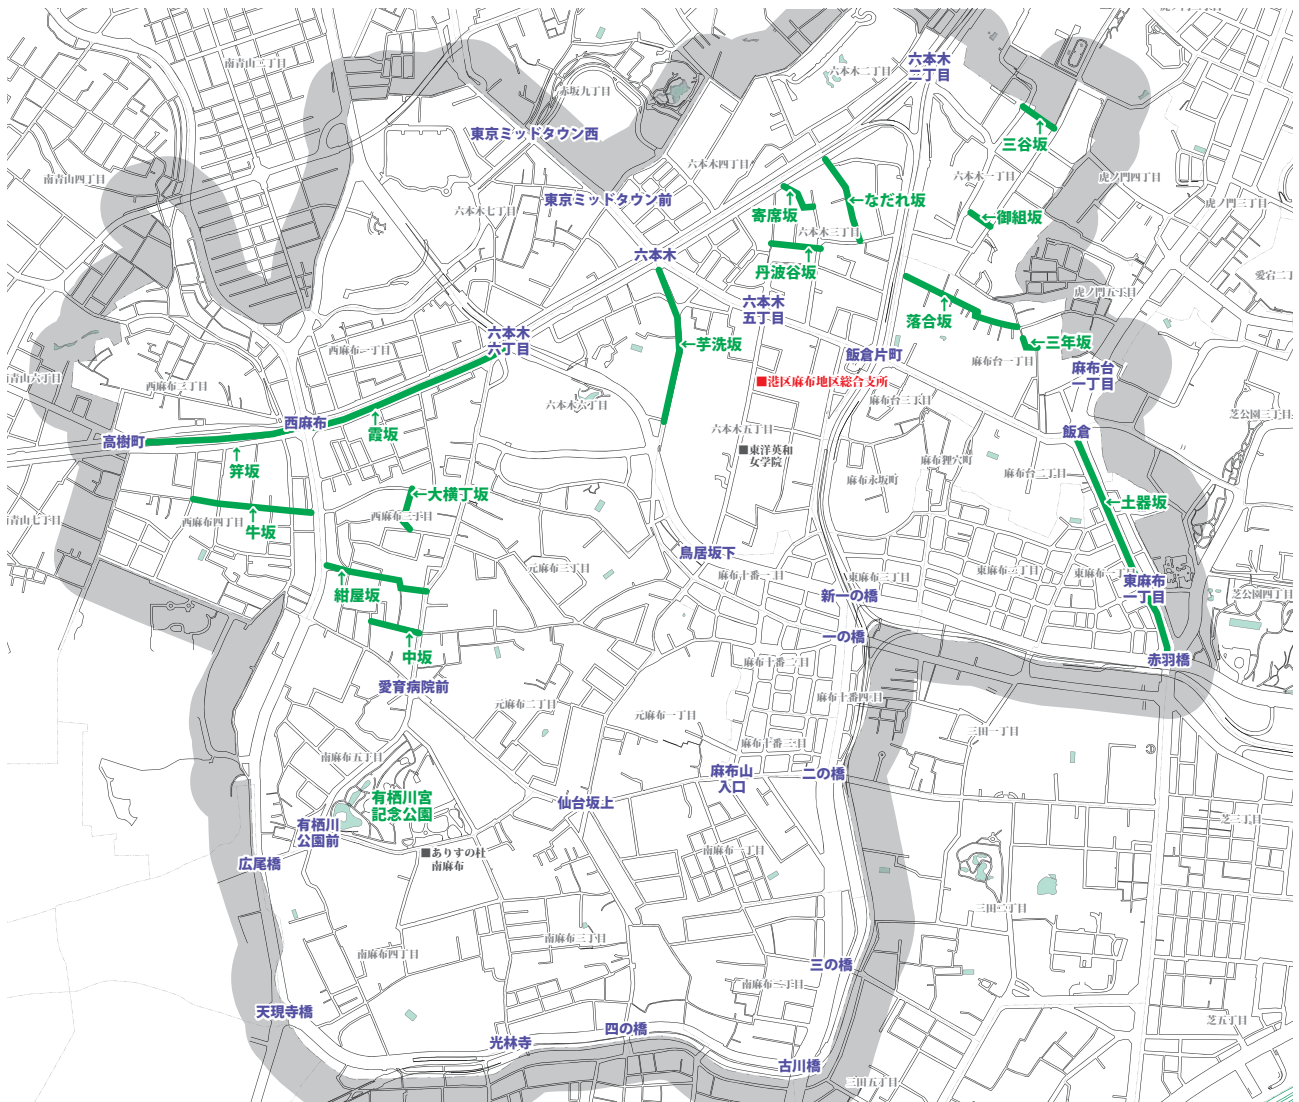 南青山二丁目
六本木
二丁目
六本木二丁目
赤坂九丁目
東京ミッドタウン西
三谷坂
六本木四丁目
六本木一丁目
虎ノ門四丁目
南青山四丁目
東京ミッドタウン前
←なだれ坂
虎ノ門三丁目
六本木七丁目
寄席坂
←御組坂
六本木三丁目
六本木
丹波谷坂
愛宕二丁
虎ノ門五丁目
六本木
五丁目
落合坂
六本木
六丁目
←芋洗坂
←三年坂
西麻布一丁目
飯倉片町
麻布台一丁目
麻布台
一丁目
青山六丁目
西麻布二丁目
■港区麻布地区総合支所
麻布台三丁目
六本木六丁目
芝公園三丁目
西麻布
六本木五丁目
飯倉
高樹町
霞坂
■東洋英和
女学院
麻布狸穴町
笄坂
麻布台二丁目
麻布永坂町
←大横丁坂
←土器坂
西麻布三丁目
西麻布四丁目
南青山七丁目
牛坂
鳥居坂下
元麻布三丁目
麻布十番一丁目
東麻布三丁目
東麻布二丁目
東麻布一丁目
東麻布
一丁目
紺屋坂
新一の橋
芝公園四丁目
一の橋
中坂
麻布十番二丁目
赤羽橋
愛育病院前
麻布十番四丁目
元麻布二丁目
元麻布一丁目
三田一丁目
麻布十番三丁目
南麻布五丁目
麻布山
入口
二の橋
有栖川宮
記念公園
仙台坂上
有栖川
公園前
芝三丁目
■ありすの杜
南麻布
南麻布一丁目
広尾橋
三田二丁目
南麻布三丁目
南麻布四丁目
三の橋
南麻布二丁目
天現寺橋
四の橋
芝五丁目
光林寺
古川橋
三田五丁目